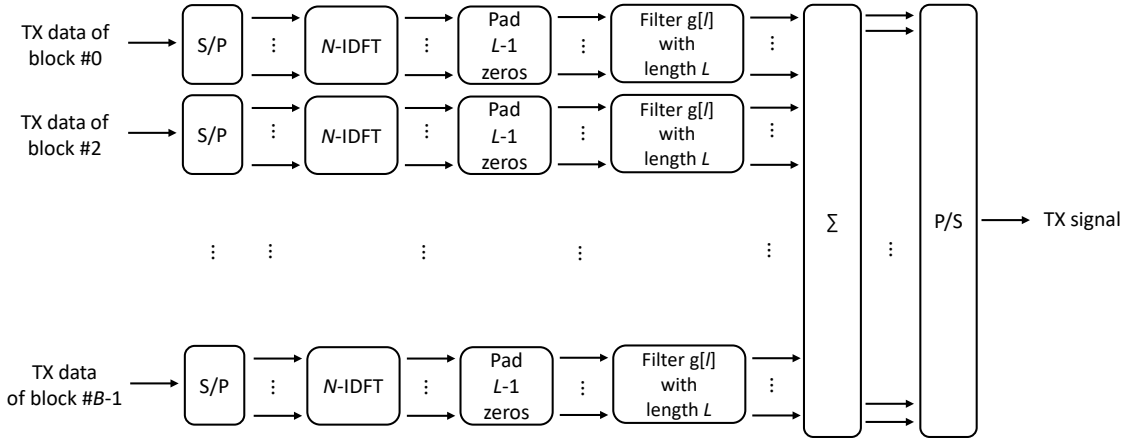 TX data of
block #0
S/P
N-IDFT
Pad
L-1
zeros
Filter g[l]
with
length L
TX data of
block #2
S/P
N-IDFT
Pad
L-1
zeros
Filter g[l]
with
length L
Σ
P/S
TX signal
TX data
of block #B-1
S/P
N-IDFT
Pad
L-1
zeros
Filter g[l]
with
length L